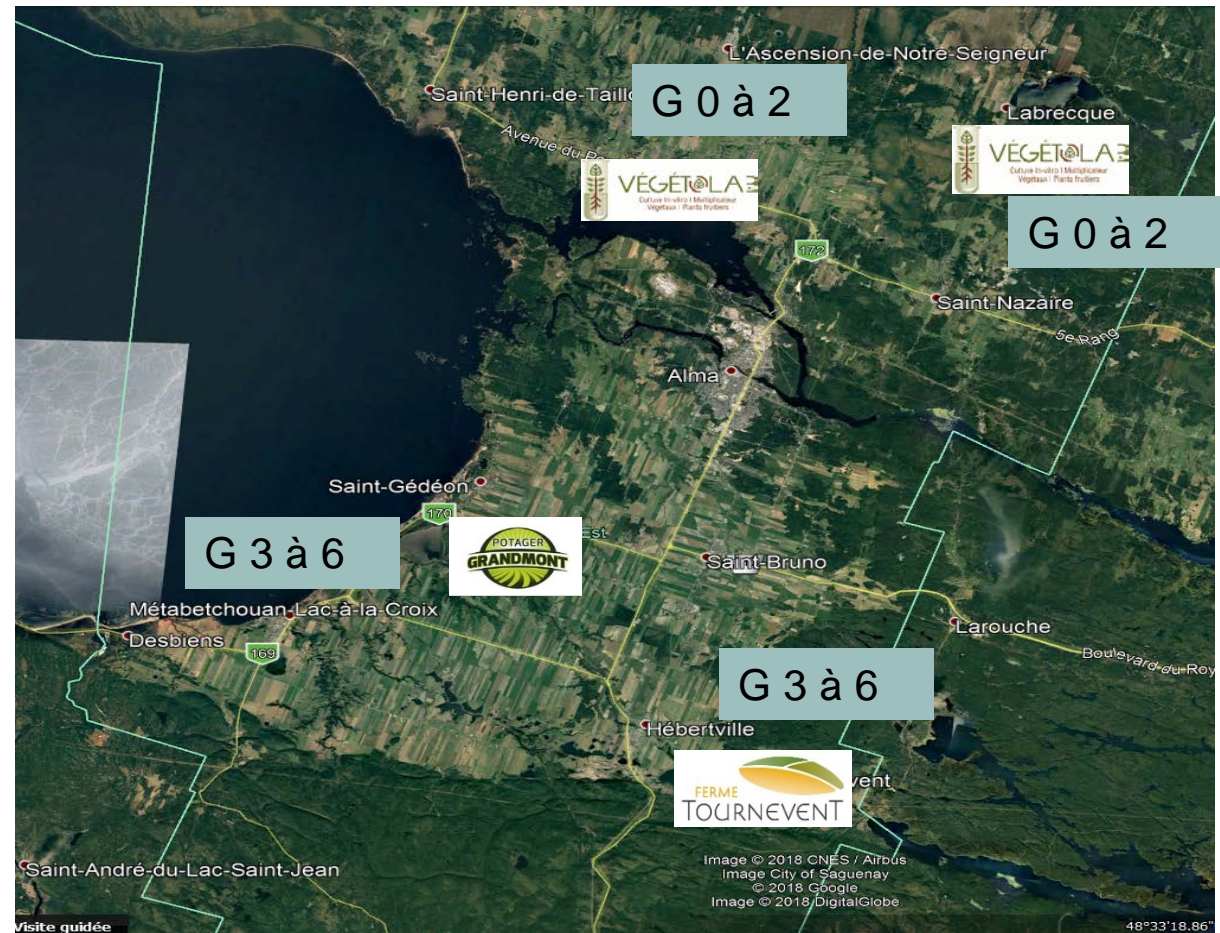 L'Ascension-de-Notre-Seigneur
Saint-Henri-de-Taill
G 0 à 2
Labrecque
Avenue du
VÉGÉTOLAB
Culture In-vitro I Multiplicateur
Végétaux I Plants fruitiers
VÉGÉTOLAB
Culture In-vitro I Multiplicateur
Végétaux I Plants fruitiers
G 0 à 2
172
Saint-Nazaire
5e Rang
Alma
Saint-Gédéon
170
G 3 à 6
POTAGER
GRANDMONT
Est
Saint-Bruno
Métabetchouan-Lac-à-la-Croix
Desbiens
169
Larouche
Boulevard du Roy
G 3 à 6
Hébertville
FERME
TOURNEVENT
vent
Saint-André-du-Lac-Saint-Jean
Image © 2018 CNES / Airbus
Image City of Saguenay
© 2018 Google
Image © 2018 DigitalGlobe
Visite guidée
48°33'18.86"